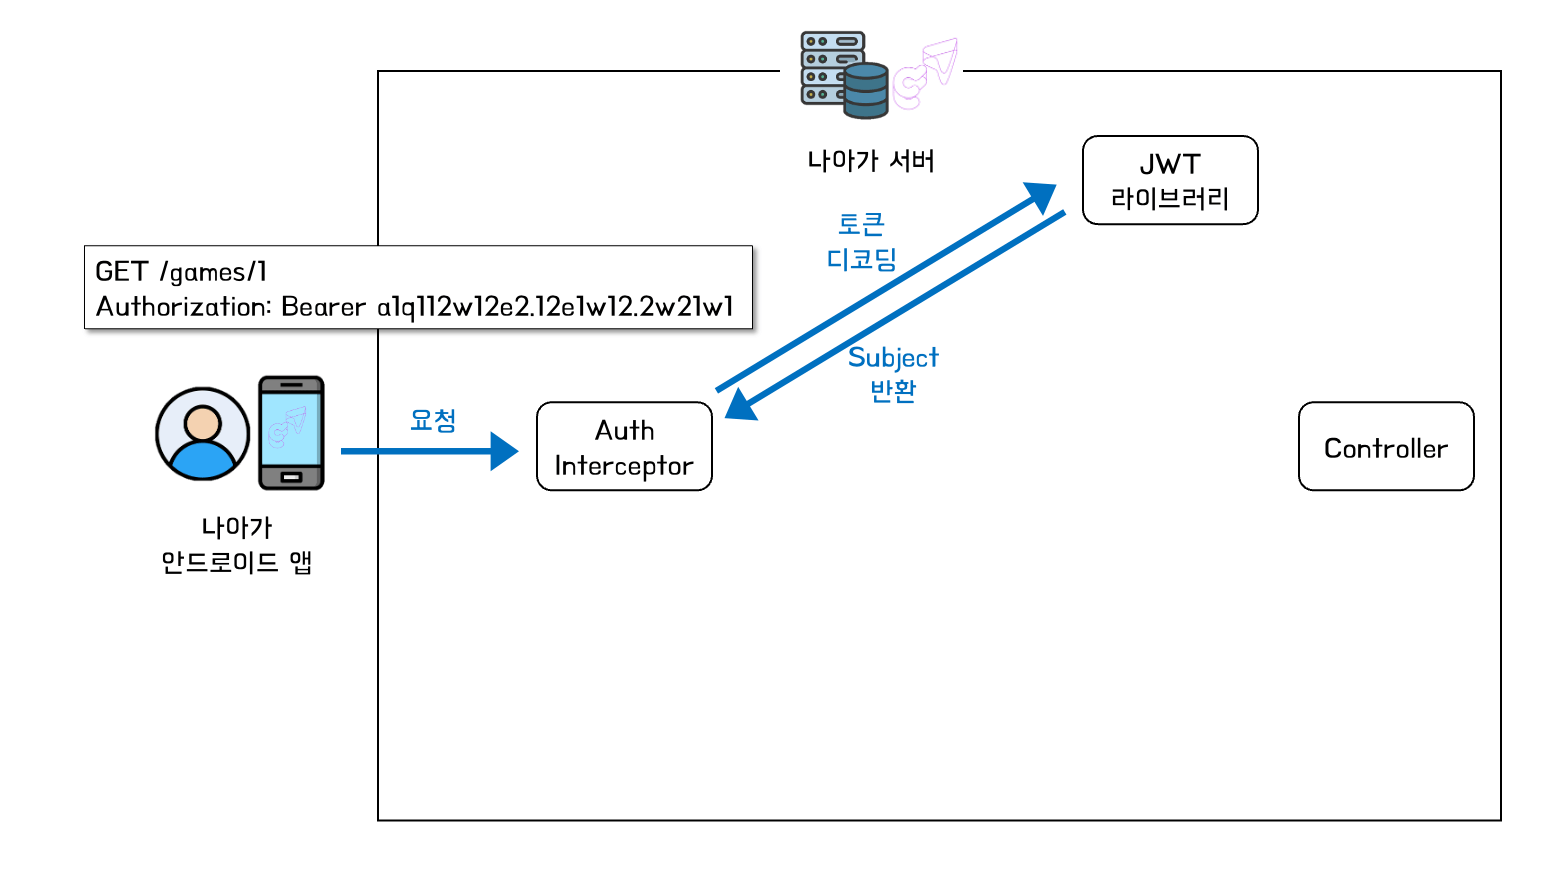 나아가 서버
JWT
라이브러리
토큰
디코딩
GET /games/1
Authorization: Bearer a1q112w12e2.12e1w12.2w21w1
Subject
반환
요청
Auth
Interceptor
Controller
나아가
안드로이드 앱